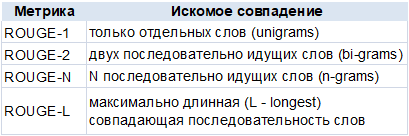 Метрика Искомое совпадение
ROUGE-1 только отдельных слов (unigrams)
ROUGE-2 двух последовательно идущих слов (bi-grams)
ROUGE-N N последовательно идущих слов (n-grams)
ROUGE-L максимально длинная (L - longest)
совпадающая последовательность слов